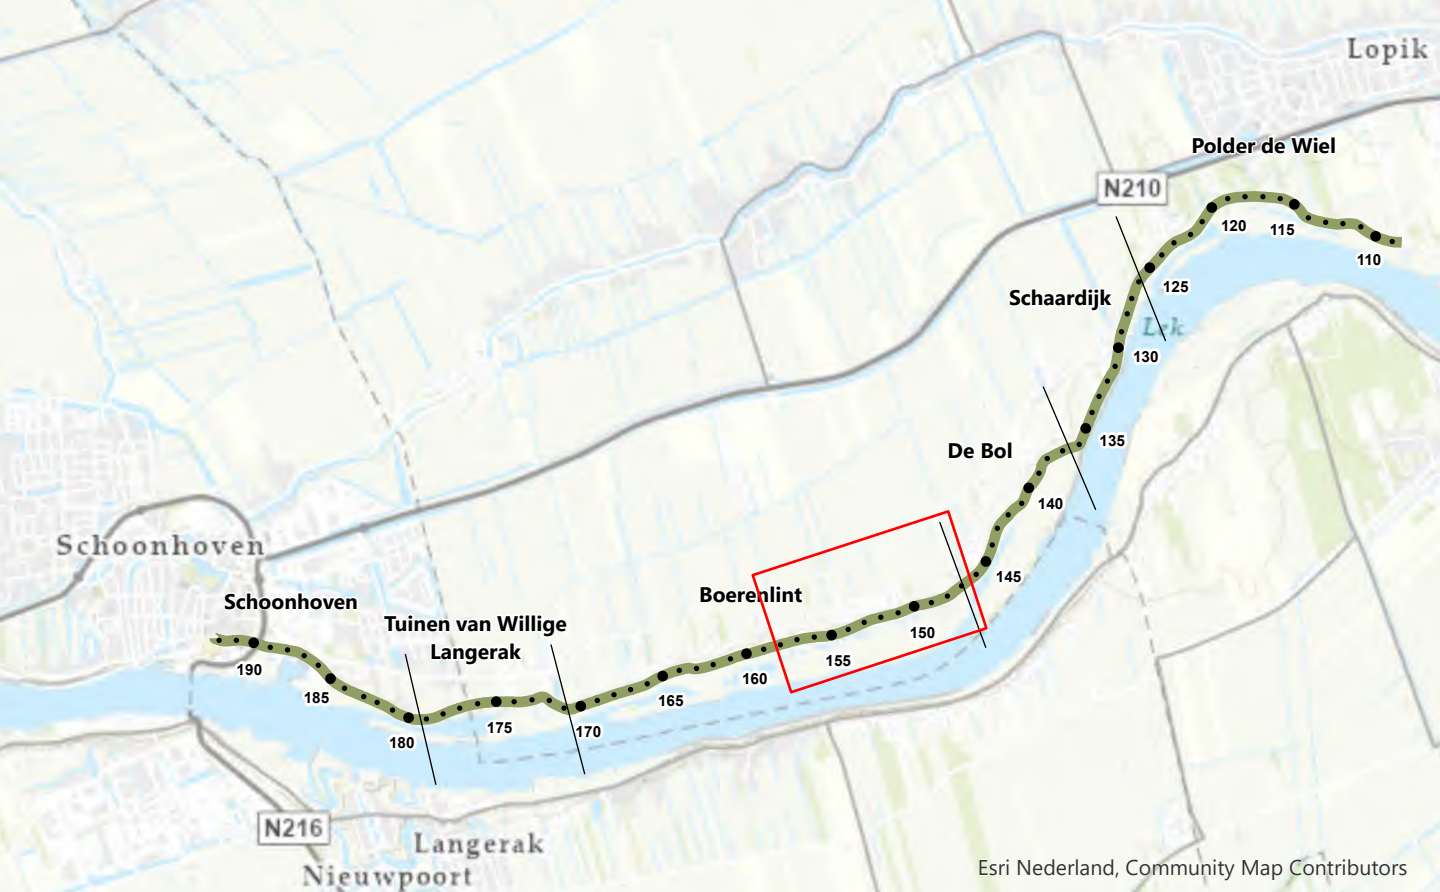 Lopik
Polder de Wiel
N210
120
115
110
125
Schaardijk
Lek
130
135
De Bol
140
145
Schoonhoven
Boerenlint
150
155
160
165
170
Schoonhoven
Tuinen van Willige
Langerak
175
180
185
190
N216
Langerak
Nieuwpoort
Esri Nederland, Community Map Contributors